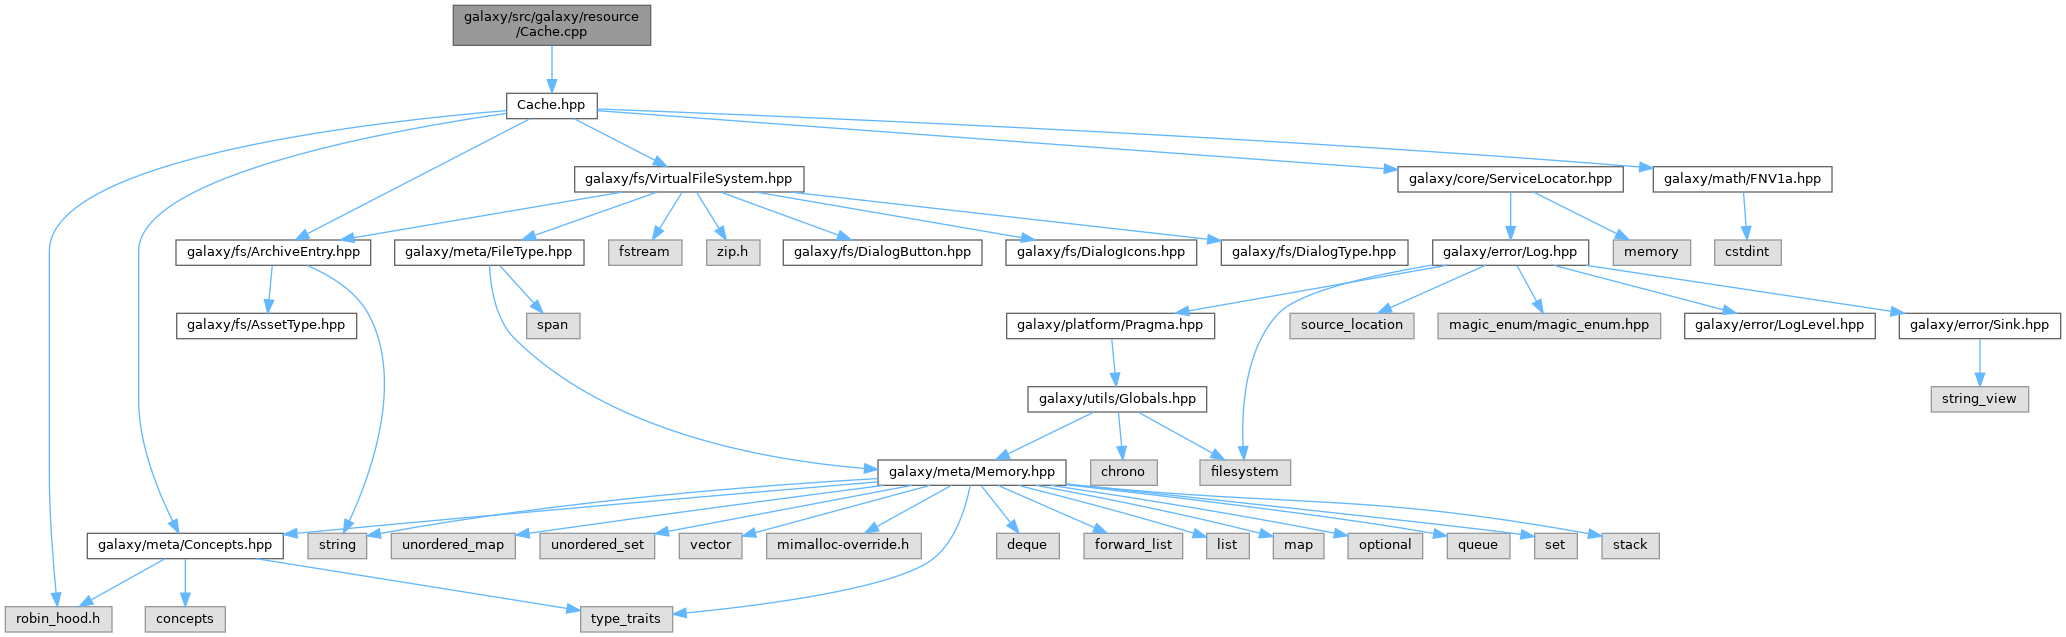 galaxy/src/galaxy/resource
/Cache.cpp
Cache.hpp
galaxy/fs/VirtualFileSystem.hpp
galaxy/core/ServiceLocator.hpp
galaxy/math/FNV1a.hpp
galaxy/fs/ArchiveEntry.hpp
galaxy/meta/FileType.hpp
fstream
zip.h
galaxy/fs/DialogButton.hpp
galaxy/fs/DialogIcons.hpp
galaxy/fs/DialogType.hpp
galaxy/error/Log.hpp
memory
cstdint
galaxy/fs/AssetType.hpp
span
galaxy/platform/Pragma.hpp
source_location
magic_enum/magic_enum.hpp
galaxy/error/LogLevel.hpp
galaxy/error/Sink.hpp
galaxy/utils/Globals.hpp
string_view
galaxy/meta/Memory.hpp
chrono
filesystem
galaxy/meta/Concepts.hpp
string
unordered_map
unordered_set
vector
mimalloc-override.h
deque
forward_list
list
map
optional
queue
set
stack
robin_hood.h
concepts
type_traits